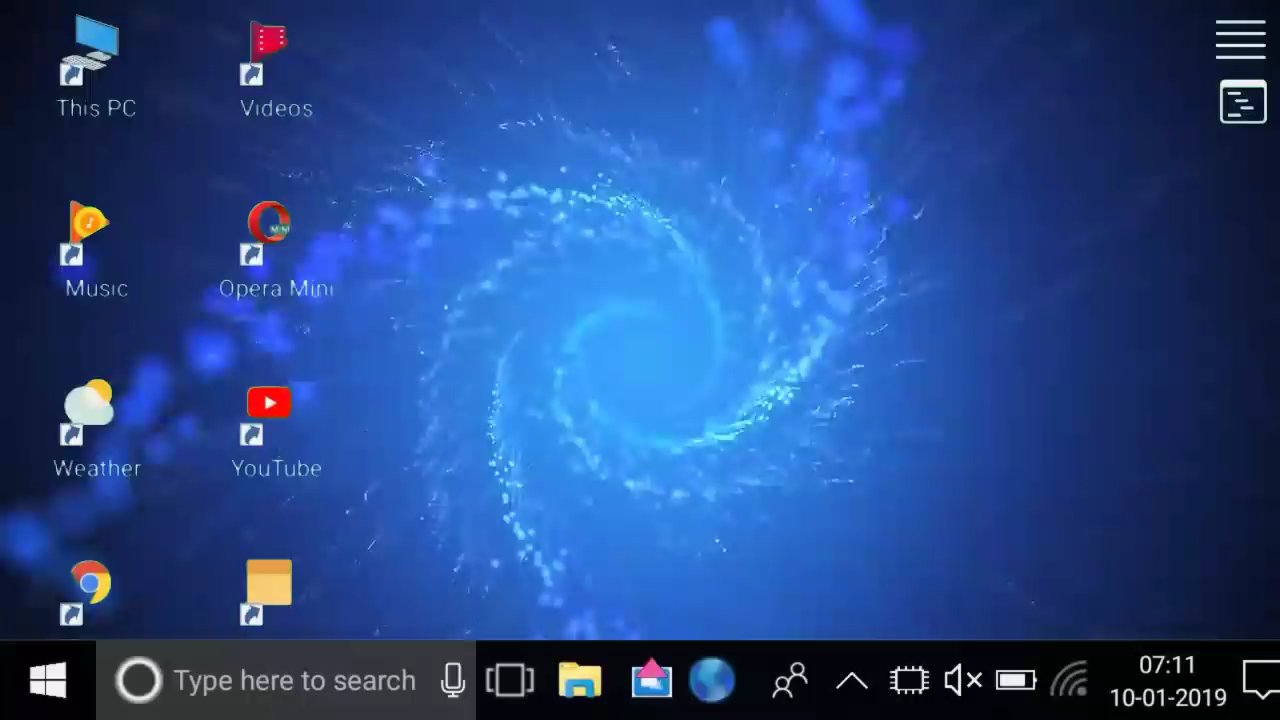 This PC
Videos
Music
Opera Mini
Weather
YouTube
Type here to search
07:11
10-01-2019